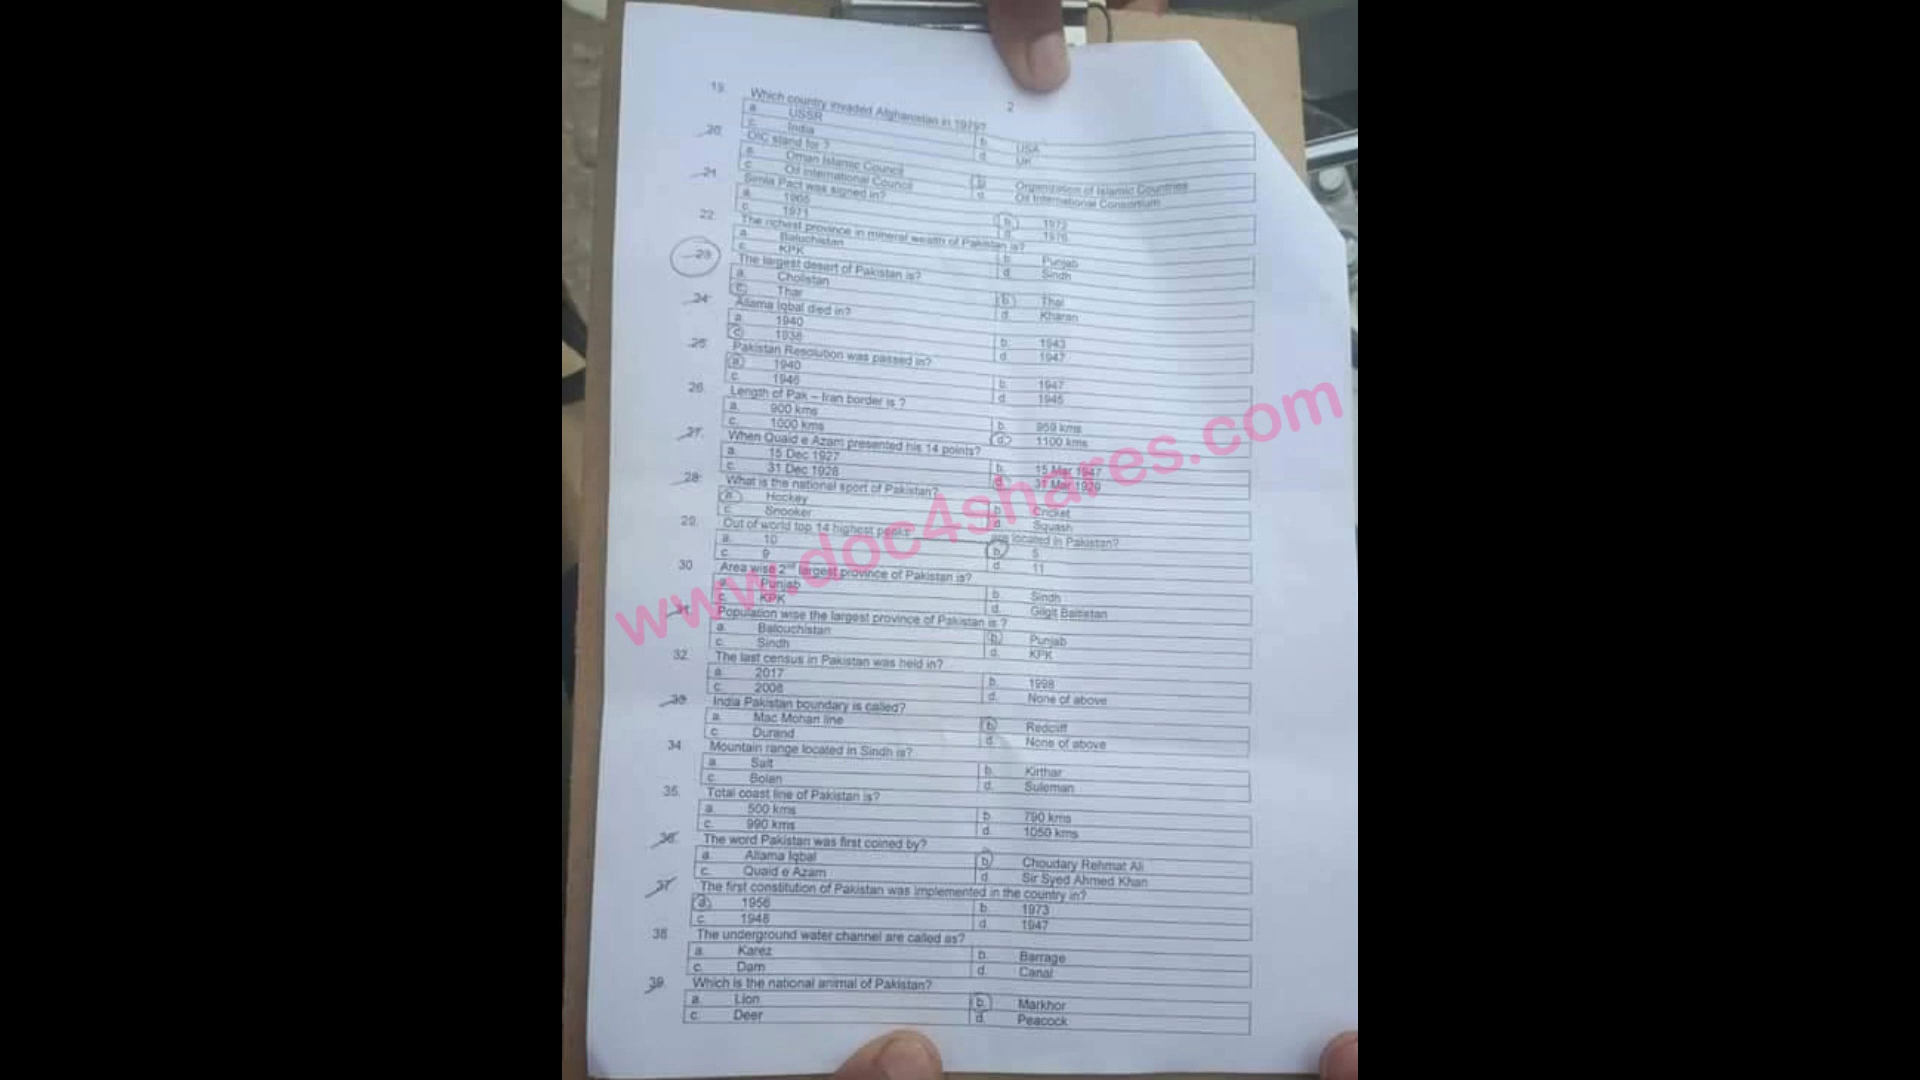 2
19. Which country invaded Afghanistan in 1979?
a. USSR b. USA
c. India d. UK
20. OIC stand for ?
a. Oman Islamic Council b. Organization of Islamic Countries
c. Oil International Council d. Oil International Consortium
21. Simla Pact was signed in?
a. b. 1972
c. 1971 d.
22. The richest province in mineral wealth of Pakistan is?
a. Baluchistan b. Punjab
c. KPK d. Sindh
23. The largest desert of Pakistan is?
a. Cholistan b. Thal
c. Thar d. Kharan
24. Allama Iqbal died in?
a. 1940 b. 1943
c. 1938 d. 1947
25. Pakistan Resolution was passed in?
a. 1940 b. 1947
c. 1946 d. 1945
26. Length of Pak – Iran border is ?
a. 900 kms b. 959 kms
c. 1000 kms d. 1100 kms
27. When Quaid e Azam presented his 14 points?
a. 15 Dec 1927 b. 15 Mar 1947
c. 31 Dec 1928 d. 31 Mar 1929
28. What is the national sport of Pakistan?
a. Hockey b. Cricket
c. Snooker d. Squash
29. Out of world top 14 highest peaks ________ are located in Pakistan?
a. 10 b. 5
c. 9 d. 11
30 Area wise 2nd largest province of Pakistan is?
a. Punjab b. Sindh
c. KPK d. Gilgit Baltistan
31. Population wise the largest province of Pakistan is ?
a. Balouchistan b. Punjab
c. Sindh d. KPK
32. The last census in Pakistan was held in?
a. 2017 b. 1998
c. 2008 d. None of above
33. India Pakistan boundary is called?
a. Mac Mohan line b. Redcliff
c. Durand d. None of above
34 Mountain range located in Sindh is?
a. Salt b. Kirthar
c. Bolan d. Suleman
35. Total coast line of Pakistan is?
a. 500 kms b. 790 kms
c. 990 kms d. 1050 kms
36. The word Pakistan was first coined by?
a. Allama Iqbal b. Choudary Rehmat Ali
c. Quaid e Azam d. Sir Syed Ahmed Khan
37. The first constitution of Pakistan was implemented in the country in?
a. 1956 b. 1973
c. 1948 d. 1947
38 The underground water channel are called as?
a. Karez b. Barrage
c. Dam d. Canal
39. Which is the national animal of Pakistan?
a. Lion b. Markhor
c. Deer d. Peacock
www.doc4shares.com